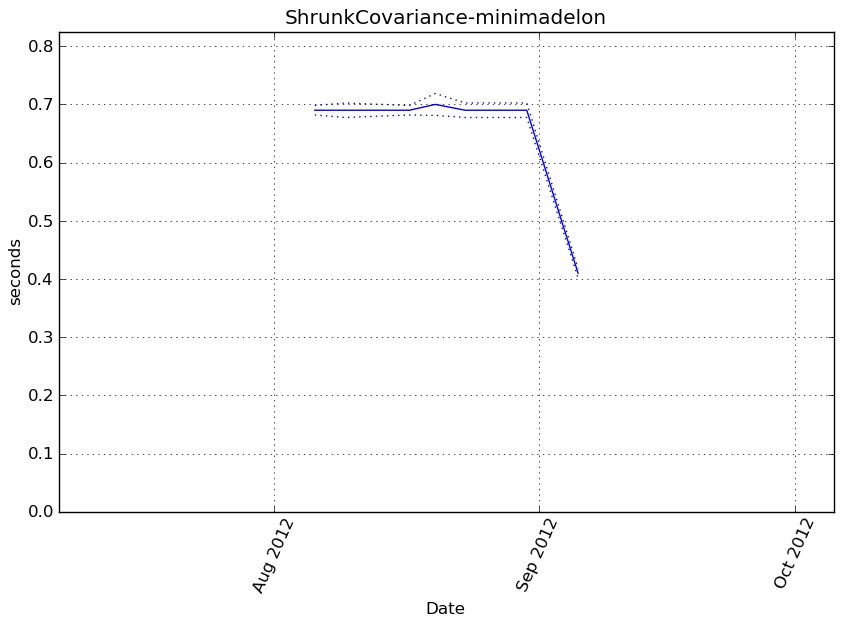 ShrunkCovariance-minimadelon
0.8
0.7
0.6
0.5
0.4
0.3
0.2
0.1
0.0
seconds
Aug 2012
Sep 2012
Oct 2012
Date